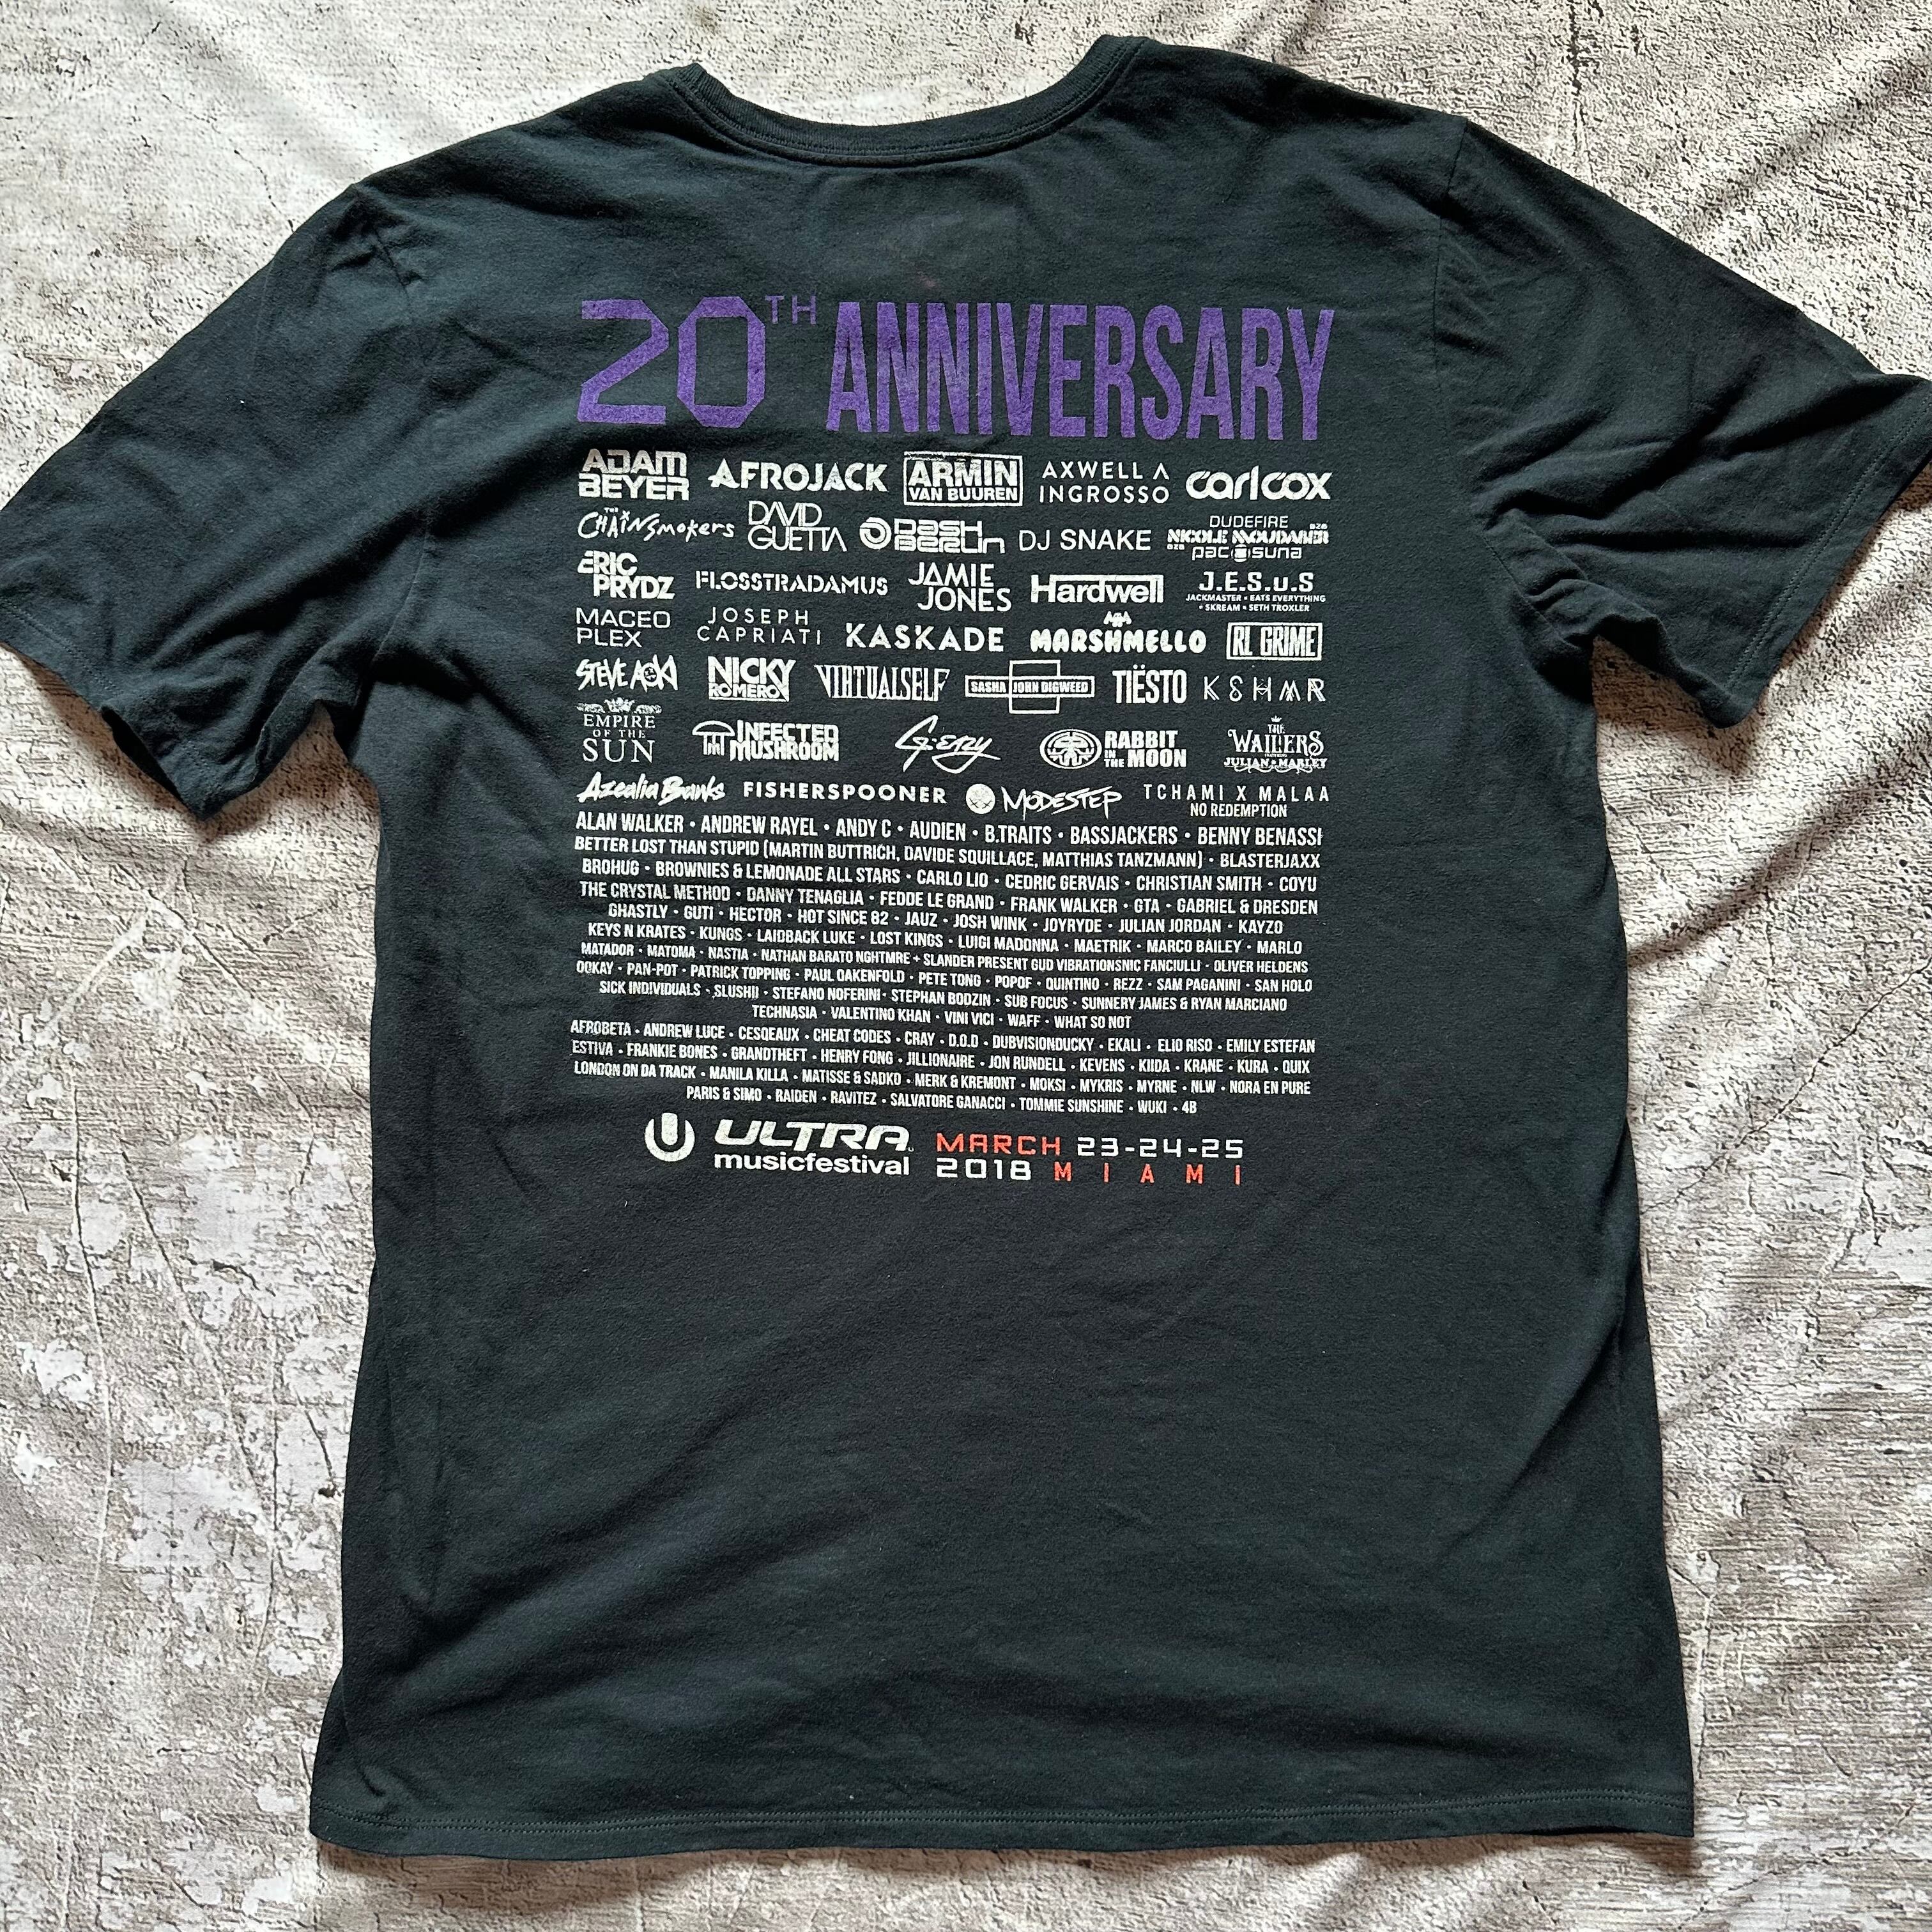 20TH ANNIVERSARY
ADAM BEYER AFROJACK ARMIN VAN BUUREN AXWELL Λ INGROSSO carl cox
THE CHAINSMOKERS DAVID GUETTA DASH BERLIN DJ SNAKE DUDEFIRE B2B NICOLE MOUDABER B2B paco osuna
ERIC PRYDZ FLOSSTRADAMUS JAMIE JONES Hardwell J.E.S.u.S JACKMASTER • EATS EVERYTHING • SKREAM • SETH TROXLER
MACEO PLEX JOSEPH CAPRIATI KASKADE MARSHMELLO RL GRIME
STEVE AOKI NICKY ROMERO VIRTUALSELF SASHA JOHN DIGWEED TIËSTO KSHMR
EMPIRE OF THE SUN INFECTED MUSHROOM G-Eazy RABBIT IN THE MOON THE WAILERS FEATURING JULIAN MARLEY
Azealia Banks FISHERSPOONER MODESTEP TCHAMI X MALAA NO REDEMPTION
ALAN WALKER • ANDREW RAYEL • ANDY C • AUDIEN • B.TRAITS • BASSJACKERS • BENNY BENASSI
BETTER LOST THAN STUPID (MARTIN BUTTRICH, DAVIDE SQUILLACE, MATTHIAS TANZMANN) • BLASTERJAXX
BROHUG • BROWNIES & LEMONADE ALL STARS • CARLO LIO • CEDRIC GERVAIS • CHRISTIAN SMITH • COYU
THE CRYSTAL METHOD • DANNY TENAGLIA • FEDDE LE GRAND • FRANK WALKER • GTA • GABRIEL & DRESDEN
GHASTLY • GUTI • HECTOR • HOT SINCE 82 • JAUZ • JOSH WINK • JOYRYDE • JULIAN JORDAN • KAYZO
KEYS N KRATES • KUNGS • LAIDBACK LUKE • LOST KINGS • LUIGI MADONNA • MAETRIK • MARCO BAILEY • MARLO
MATADOR • MATOMA • NASTIA • NATHAN BARATO NGHTMRE + SLANDER PRESENT GUD VIBRATIONSNIC FANCIULLI • OLIVER HELDENS
OOKAY • PAN-POT • PATRICK TOPPING • PAUL OAKENFOLD • PETE TONG • POPOF • QUINTINO • REZZ • SAM PAGANINI • SAN HOLO
SICK INDIVIDUALS • SLUSHII • STEFANO NOFERINI • STEPHAN BODZIN • SUB FOCUS • SUNNERY JAMES & RYAN MARCIANO
TECHNASIA • VALENTINO KHAN • VINI VICI • WAFF • WHAT SO NOT
AFROBETA • ANDREW LUCE • CESQEAUX • CHEAT CODES • CRAY • D.O.D • DUBVISIONDUCKY • EKALI • ELIO RISO • EMILY ESTEFAN
ESTIVA • FRANKIE BONES • GRANDTHEFT • HENRY FONG • JILLIONAIRE • JON RUNDELL • KEVENS • KIIDA • KRANE • KURA • QUIX
LONDON ON DA TRACK • MANILA KILLA • MATISSE & SADKO • MERK & KREMONT • MOKSI • MYKRIS • MYRNE • NLW • NORA EN PURE
PARIS & SIMO • RAIDEN • RAVITEZ • SALVATORE GANACCI • TOMMIE SUNSHINE • WUKI • 4B
ULTRA musicfestival MARCH 23-24-25
2018 MIAMI